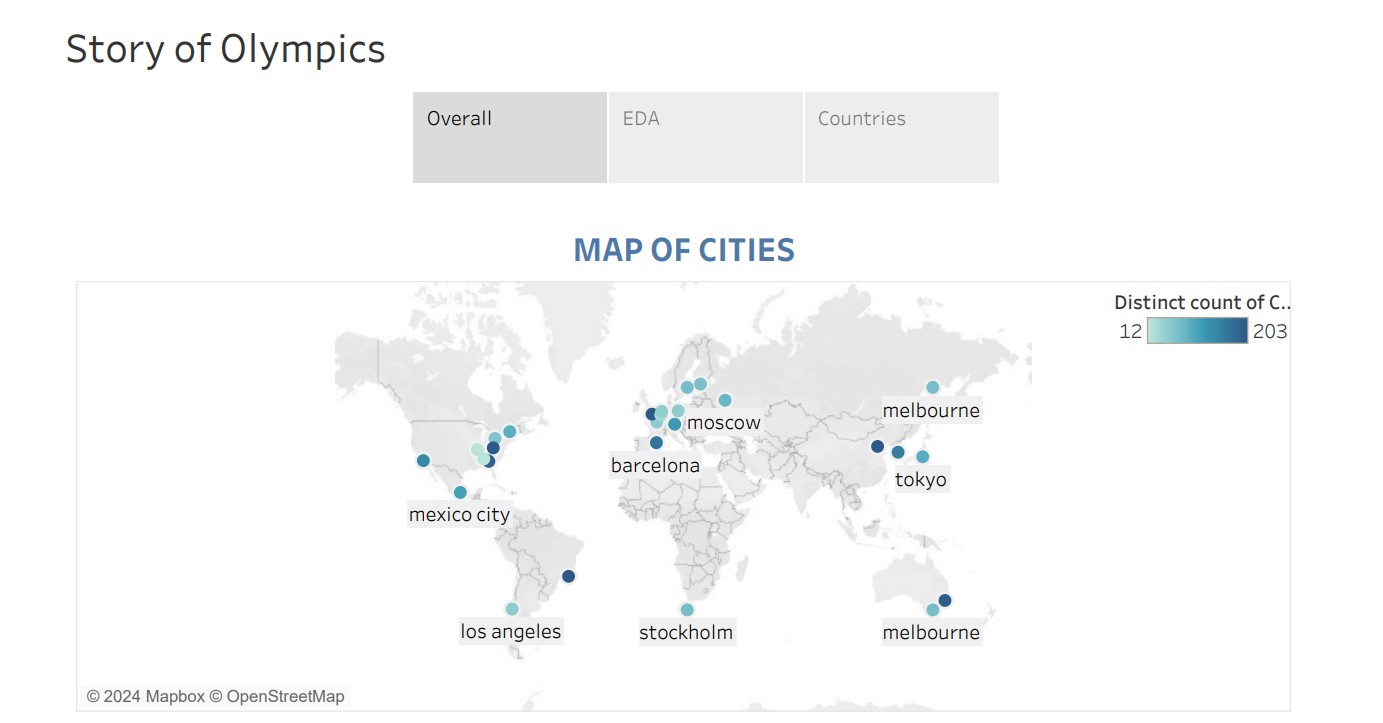 Story of Olympics
Overall
EDA
Countries
MAP OF CITIES
Distinct count of C..
12
203
melbourne
moscow
barcelona
tokyo
mexico city
los angeles
stockholm
melbourne
© 2024 Mapbox © OpenStreetMap